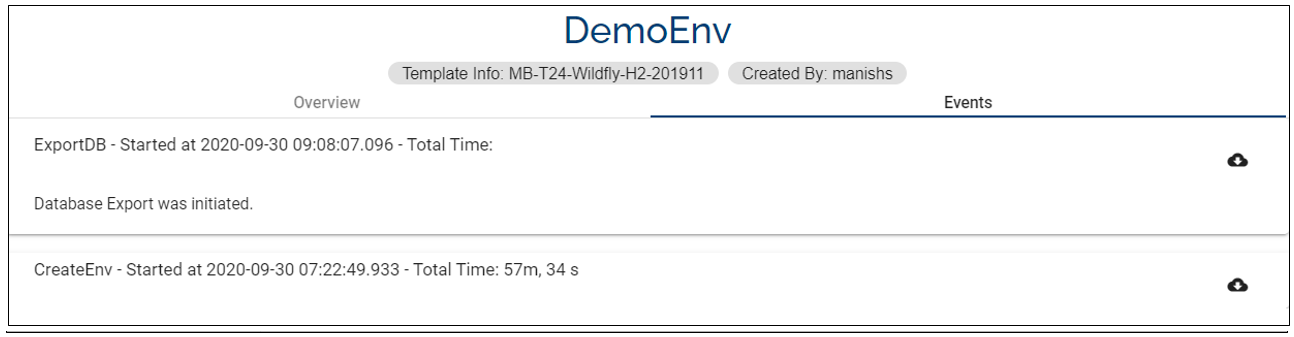 DemoEnv
Template Info: MB-T24-Wildfly-H2-201911 Created By: manishs
Overview Events
ExportDB - Started at 2020-09-30 09:08:07.096 - Total Time:
Database Export was initiated.
CreateEnv - Started at 2020-09-30 07:22:49.933 - Total Time: 57m, 34 s